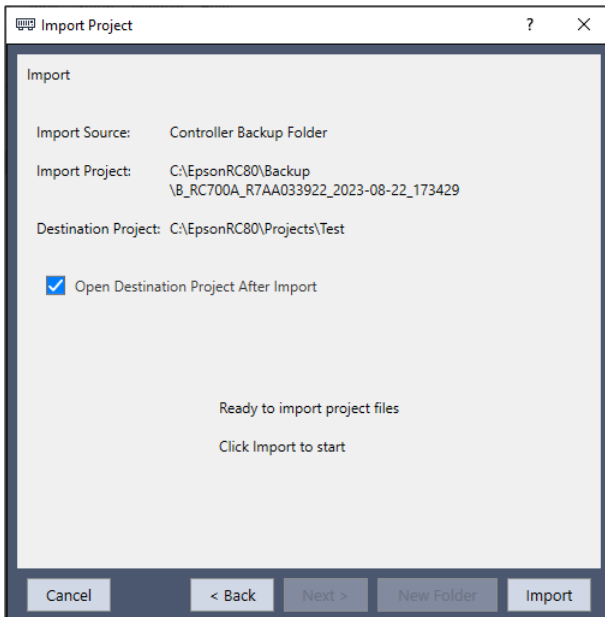 Import Project
?
Import
Import Source: Controller Backup Folder
Import Project: C:\EpsonRC80\Backup
\B_RC700A_R7AA033922_2023-08-22_173429
Destination Project: C:\EpsonRC80\Projects\Test
Open Destination Project After Import
Ready to import project files
Click Import to start
Cancel < Back Next > New Folder Import